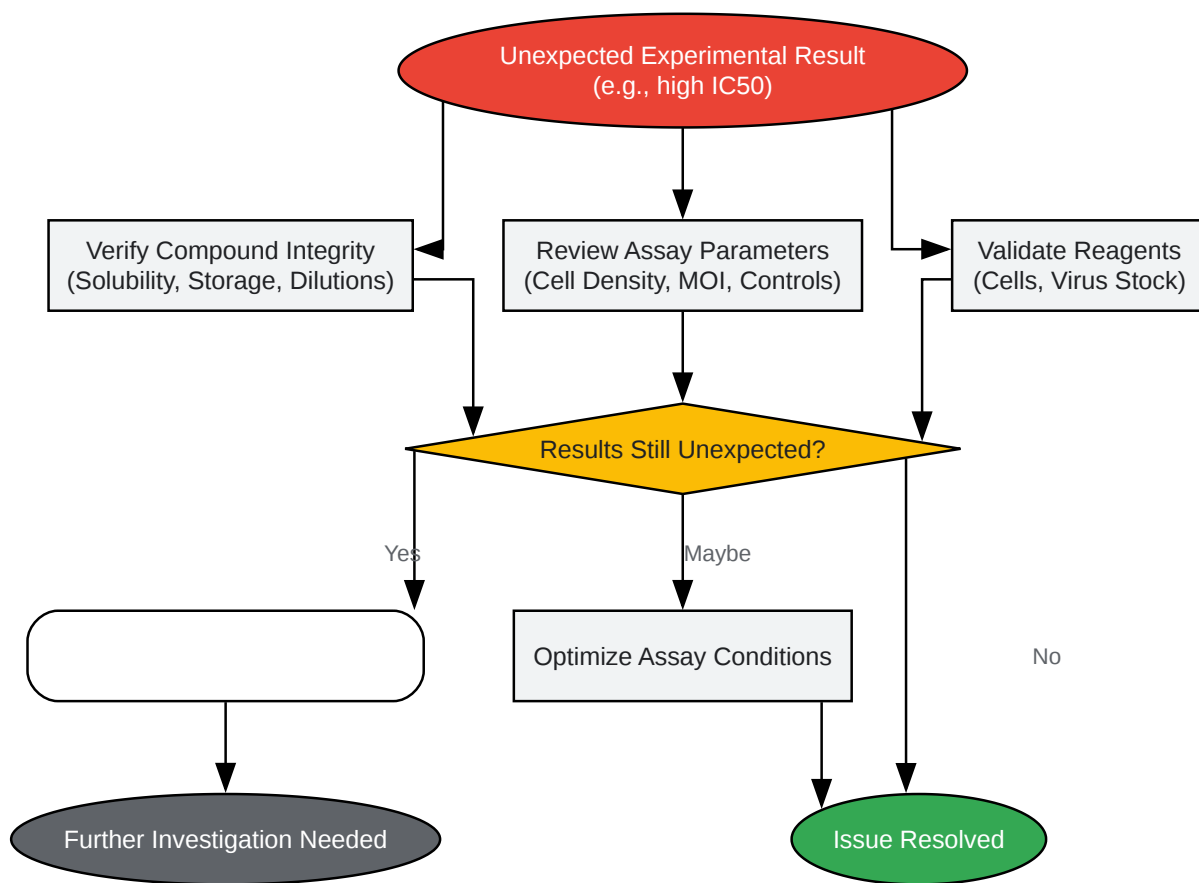 Unexpected Experimental Result
(e.g., high IC50)
Verify Compound Integrity
(Solubility, Storage, Dilutions)
Review Assay Parameters
(Cell Density, MOI, Controls)
Validate Reagents
(Cells, Virus Stock)
Results Still Unexpected?
Yes
Maybe
Optimize Assay Conditions
No
Further Investigation Needed
Issue Resolved